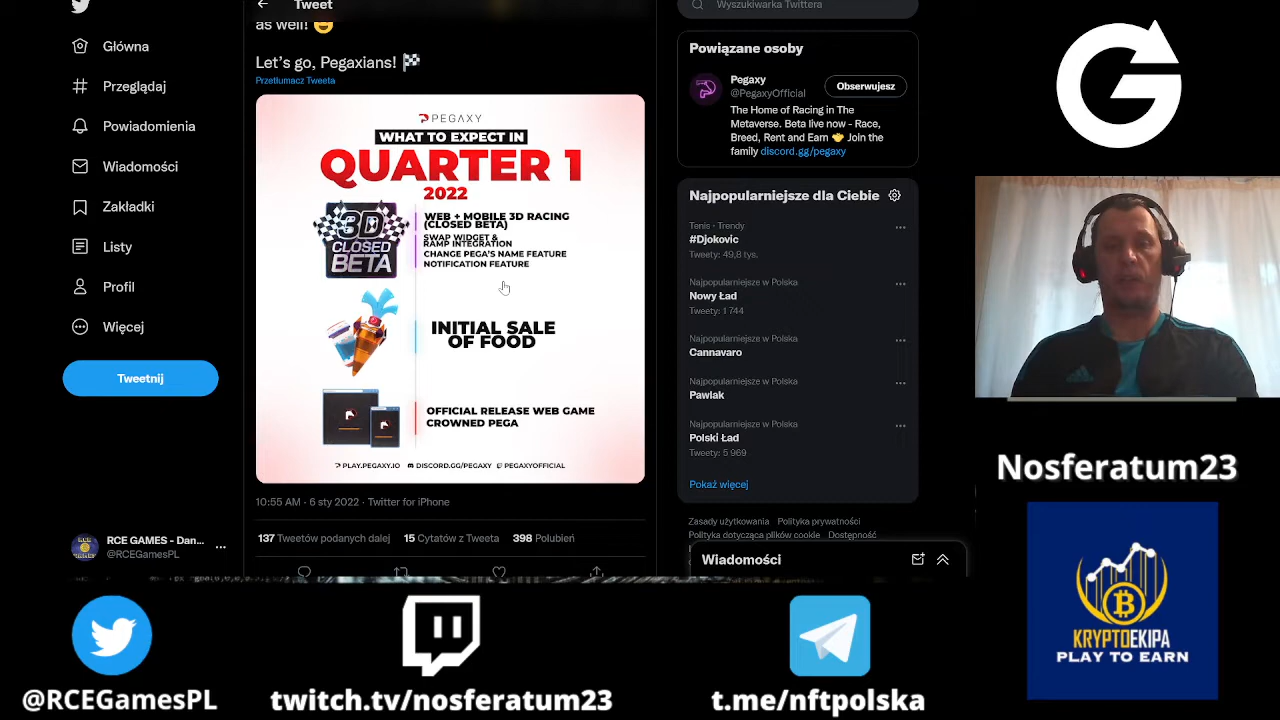 Tweet
as well!
Let's go, Pegaxians!
Przetłumacz Tweeta
PEGAXY
WHAT TO EXPECT IN
QUARTER 1
2022
3D
CLOSED
BETA
WEB + MOBILE 3D RACING
(CLOSED BETA)
SWAP WIDGET &
RAMP INTEGRATION
CHANGE PEGA'S NAME FEATURE
NOTIFICATION FEATURE
INITIAL SALE
OF FOOD
OFFICIAL RELEASE WEB GAME
CROWNED PEGA
PLAY.PEGAXY.IO DISCORD.GG/PEGAXY PEGAXYOFFICIAL
10:55 AM · 6 sty 2022 · Twitter for iPhone
137 Tweetów podanych dalej 15 Cytatów z Tweeta 398 Polubień
Główna
Przeglądaj
Powiadomienia
Wiadomości
Zakładki
Listy
Profil
Więcej
Tweetnij
RCE GAMES - Dan...
@RCEGamesPL
Wyszukiwarka Twittera
Powiązane osoby
Pegaxy
@PegaxyOfficial
Obserwujesz
The Home of Racing in The
Metaverse. Beta live now - Race,
Breed, Rent and Earn Join the
family discord.gg/pegaxy
Najpopularniejsze dla Ciebie
Tenis · Trendy
#Djokovic
Tweety: 49,8 tys.
Najpopularniejsze w Polska
Nowy Ład
Tweety: 1 744
Najpopularniejsze w Polska
Cannavaro
Najpopularniejsze w Polska
Pawlak
Najpopularniejsze w Polska
Polski Ład
Tweety: 5 969
Pokaż więcej
Zasady użytkowania Polityka prywatności
Polityka dotycząca plików cookie Dostępność
Wiadomości
Nosferatum23
KRYPTOEKIPA
PLAY TO EARN
@RCEGamesPL
twitch.tv/nosferatum23
t.me/nftpolska